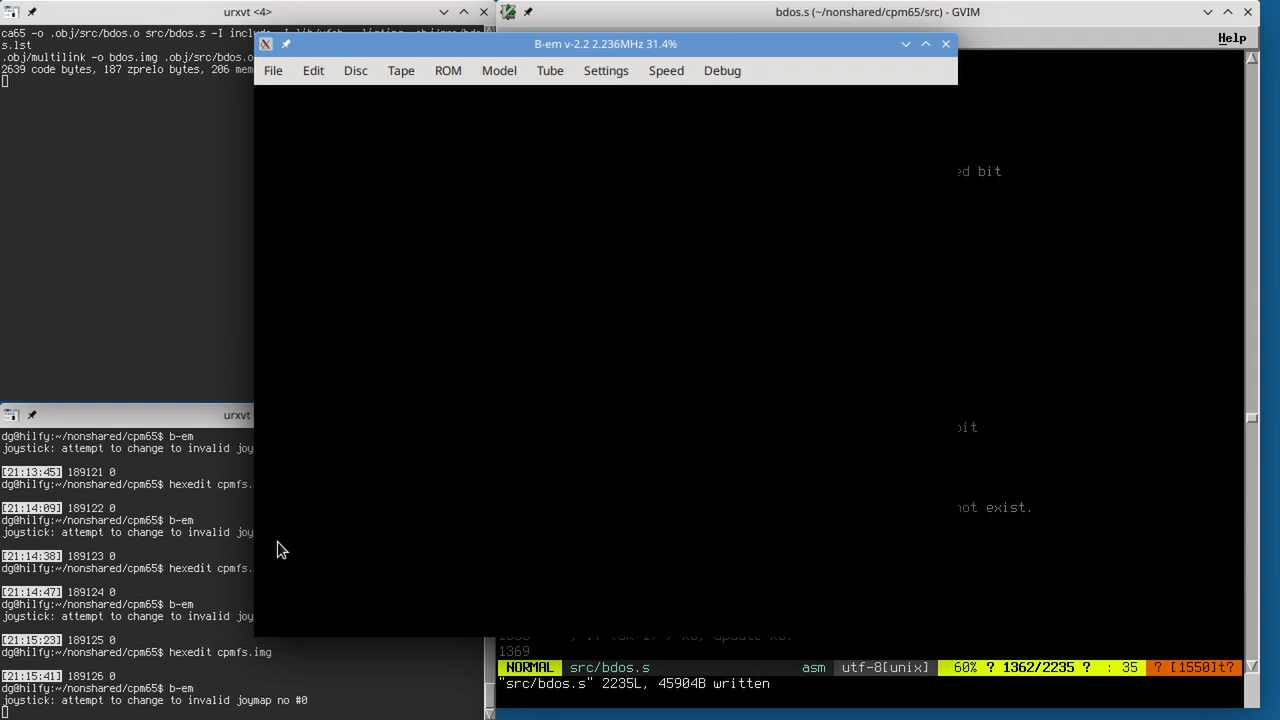 urxvt <4>
ca65 -o .obj/src/bdos.o src/bdos.s -I
s.lst
.obj/multilink -o bdos.img .obj/src/bdos.o
2639 code bytes, 187 zprelo bytes, 206 mem
bdos.s (~/nonshared/cpm65/src) - GVIM
Help
B-em v-2.2 2.236MHz 31.4%
File Edit Disc Tape ROM Model Tube Settings Speed Debug
ed bit
bit
not exist.
1369
NORMAL src/bdos.s asm utf-8[unix] 60% ? 1362/2235 ? : 35 ? [1550]t?
"src/bdos.s" 2235L, 45904B written
urxvt
dg@hilfy:~/nonshared/cpm65$ b-em
joystick: attempt to change to invalid joy
[21:13:45] 189121 0
dg@hilfy:~/nonshared/cpm65$ hexedit cpmfs.
[21:14:09] 189122 0
dg@hilfy:~/nonshared/cpm65$ b-em
joystick: attempt to change to invalid joy
[21:14:38] 189123 0
dg@hilfy:~/nonshared/cpm65$ hexedit cpmfs.
[21:14:47] 189124 0
dg@hilfy:~/nonshared/cpm65$ b-em
joystick: attempt to change to invalid joy
[21:15:23] 189125 0
dg@hilfy:~/nonshared/cpm65$ hexedit cpmfs.img
[21:15:41] 189126 0
dg@hilfy:~/nonshared/cpm65$ b-em
joystick: attempt to change to invalid joymap no #0